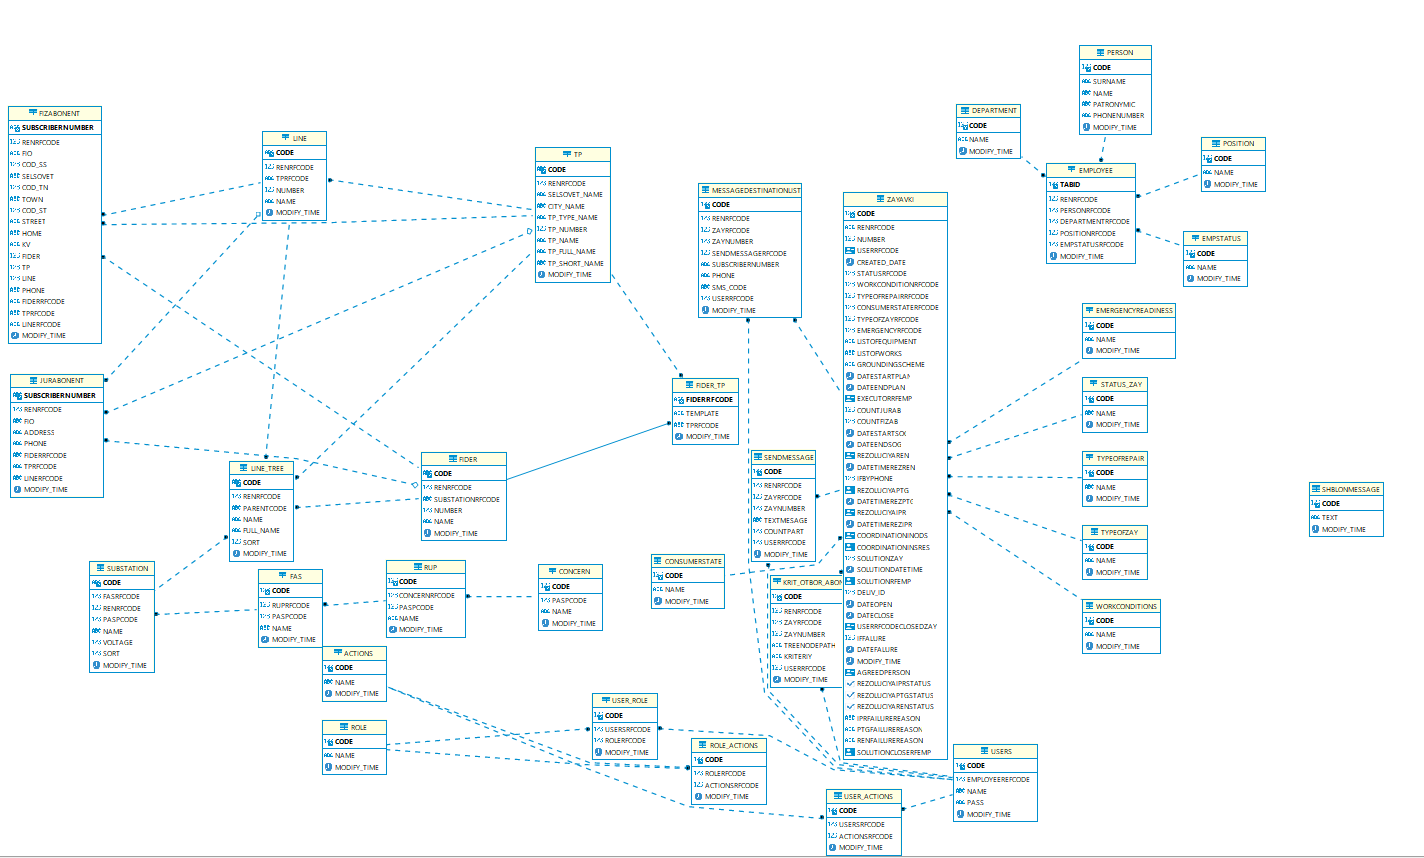 FIZABONENT
SUBSCRIBERNUMBER
RENRFCODE
FIO
COD_SS
SELSOVET
COD_TN
TOWN
COD_ST
STREET
HOME
KV
FIDER
TP
LINE
PHONE
FIDERRFCODE
TPRFCODE
LINERFCODE
MODIFY_TIME
JURABONENT
SUBSCRIBERNUMBER
RENRFCODE
FIO
ADDRESS
PHONE
FIDERRFCODE
TPRFCODE
LINERFCODE
MODIFY_TIME
LINE
CODE
RENRFCODE
TPRFCODE
NUMBER
NAME
MODIFY_TIME
TP
CODE
RENRFCODE
SELSOVET_NAME
CITY_NAME
TP_TYPE_NAME
TP_NUMBER
TP_NAME
TP_FULL_NAME
TP_SHORT_NAME
MODIFY_TIME
FIDER_TP
FIDERRFCODE
TEMPLATE
TPRFCODE
MODIFY_TIME
LINE_TREE
CODE
RENRFCODE
PARENTCODE
NAME
FULL_NAME
SORT
MODIFY_TIME
FIDER
CODE
RENRFCODE
SUBSTATIONRFCODE
NUMBER
NAME
MODIFY_TIME
SUBSTATION
CODE
FASRFCODE
RENRFCODE
PASPCODE
NAME
VOLTAGE
SORT
MODIFY_TIME
FAS
CODE
RUPRFCODE
PASPCODE
NAME
MODIFY_TIME
RUP
CODE
CONCERNRFCODE
PASPCODE
NAME
MODIFY_TIME
CONCERN
CODE
PASPCODE
NAME
MODIFY_TIME
ACTIONS
CODE
NAME
MODIFY_TIME
ROLE
CODE
NAME
MODIFY_TIME
USER_ROLE
CODE
USERSRFCODE
ROLERFCODE
MODIFY_TIME
ROLE_ACTIONS
CODE
ROLERFCODE
ACTIONSRFCODE
MODIFY_TIME
USER_ACTIONS
CODE
USERSRFCODE
ACTIONSRFCODE
MODIFY_TIME
USERS
CODE
EMPLOYEEREFCODE
NAME
PASS
MODIFY_TIME
MESSAGEDESTINATIONLIST
CODE
RENRFCODE
ZAYRFCODE
ZAYNUMBER
SENDMESSAGERFCODE
SUBSCRIBERNUMBER
PHONE
SMS_CODE
USERRFCODE
MODIFY_TIME
SENDMESSAGE
CODE
RENRFCODE
ZAYRFCODE
ZAYNUMBER
TEXTMESAGE
COUNTPART
USERRFCODE
MODIFY_TIME
CONSUMERSTATE
CODE
NAME
MODIFY_TIME
KRIT_OTBOR_ABON
CODE
RENRFCODE
ZAYRFCODE
ZAYNUMBER
TREENODEPATH
KRITERIY
USERRFCODE
MODIFY_TIME
ZAYAVKI
CODE
RENRFCODE
NUMBER
USERRFCODE
CREATED_DATE
STATUSRFCODE
WORKCONDITIONRFCODE
TYPEOFREPAIRRFCODE
CONSUMERSTATERFCODE
TYPEOFZAYRFCODE
EMERGENCYRFCODE
LISTOFEQUIPMENT
LISTOFWORKS
GROUNDINGSCHEME
DATESTARTPLAN
DATEENDPLAN
EXECUTORRFEMP
COUNTJURAB
COUNTFIZAB
DATESTARTSOX
DATEENDSOG
REZOLUCIYAREN
DATETIMEREZREN
IFBYPHONE
REZOLUCIYAPTG
DATETIMEREZPTG
REZOLUCIYAIPR
DATETIMEREZIPR
COORDINATIONINODS
COORDINATIONINSRES
SOLUTIONZAY
SOLUTIONDATETIME
SOLUTIONRFEMP
DELIV_ID
DATEOPEN
DATECLOSE
USERRFCODECLOSEDZAY
IFFALURE
DATEFALURE
MODIFY_TIME
AGREEDPERSON
REZOLUCIYAIPRSTATUS
REZOLUCIYAPTGSTATUS
REZOLUCIYARENSTATUS
IPRFAILUREREASON
PTGFAILUREREASON
RENFAILUREREASON
SOLUTIONCLOSERFEMP
DEPARTMENT
CODE
NAME
MODIFY_TIME
PERSON
CODE
SURNAME
NAME
PATRONYMIC
PHONENUMBER
MODIFY_TIME
EMPLOYEE
TABID
RENRFCODE
PERSONRFCODE
DEPARTMENTRFCODE
POSITIONRFCODE
EMPSTATUSRFCODE
MODIFY_TIME
POSITION
CODE
NAME
MODIFY_TIME
EMPSTATUS
CODE
NAME
MODIFY_TIME
EMERGENCYREADINESS
CODE
NAME
MODIFY_TIME
STATUS_ZAY
CODE
NAME
MODIFY_TIME
TYPEOFREPAIR
CODE
NAME
MODIFY_TIME
TYPEOFZAY
CODE
NAME
MODIFY_TIME
WORKCONDITIONS
CODE
NAME
MODIFY_TIME
SHBLONMESSAGE
CODE
TEXT
MODIFY_TIME